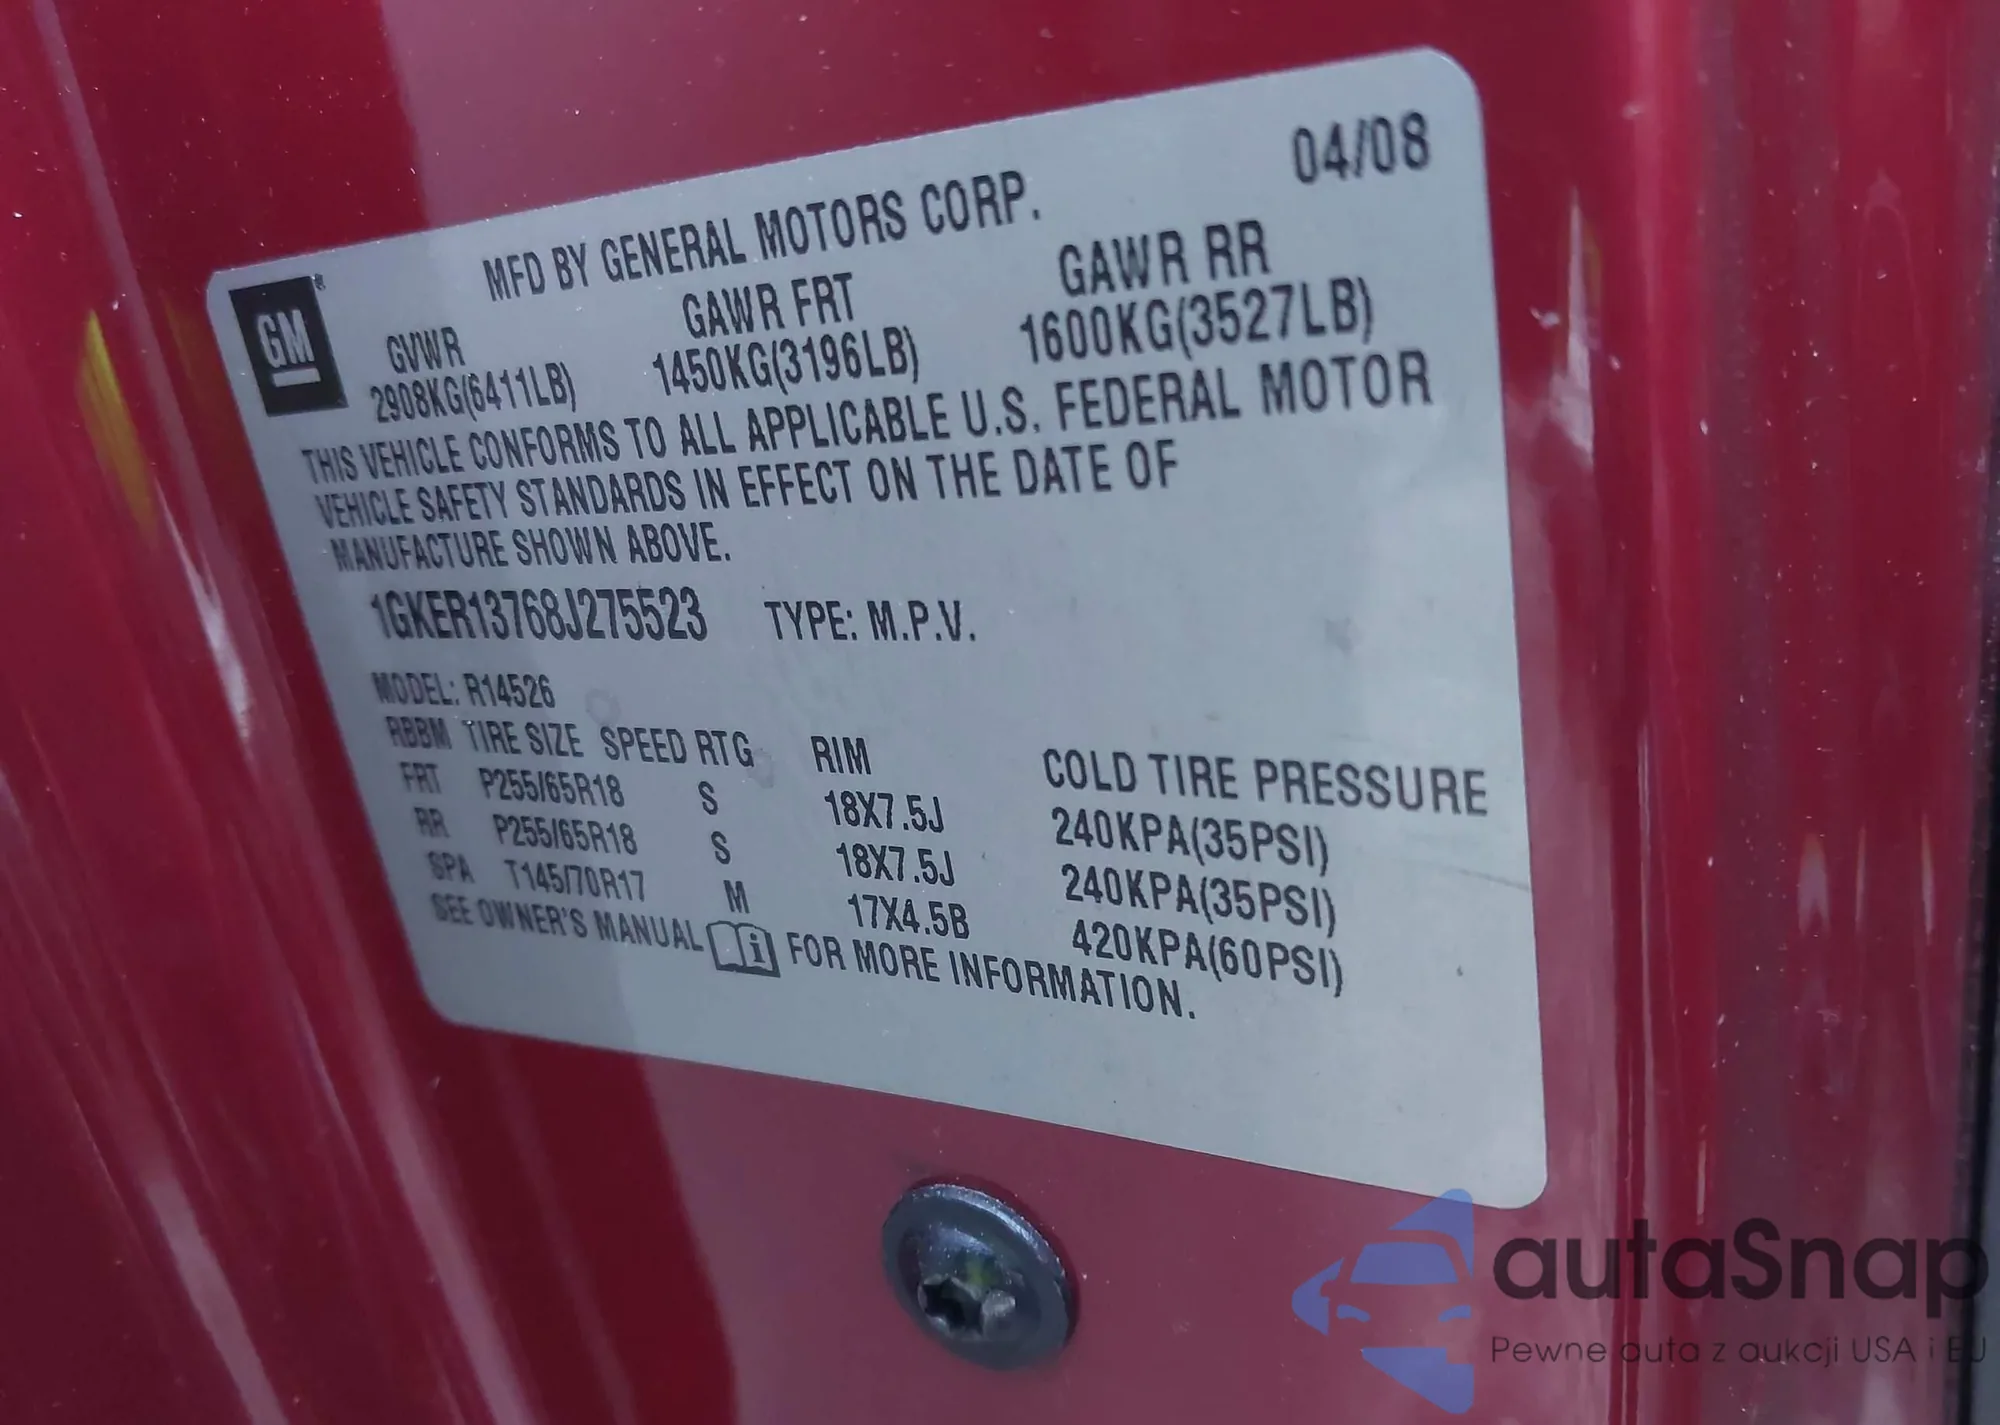 04/08
MFD BY GENERAL MOTORS CORP.
GM
GVWR GAWR FRT GAWR RR
2908KG(6411LB) 1450KG(3196LB) 1600KG(3527LB)
THIS VEHICLE CONFORMS TO ALL APPLICABLE U.S. FEDERAL MOTOR
VEHICLE SAFETY STANDARDS IN EFFECT ON THE DATE OF
MANUFACTURE SHOWN ABOVE.
1GKER13768J275523 TYPE: M.P.V.
MODEL: R14526
RBBM TIRE SIZE SPEED RTG RIM COLD TIRE PRESSURE
FRT P255/65R18 S 18X7.5J 240KPA(35PSI)
RR P255/65R18 S 18X7.5J 240KPA(35PSI)
SPA T145/70R17 M 17X4.5B 420KPA(60PSI)
SEE OWNER'S MANUAL i FOR MORE INFORMATION.
autaSnap
Pewne auta z aukcji USA i EU